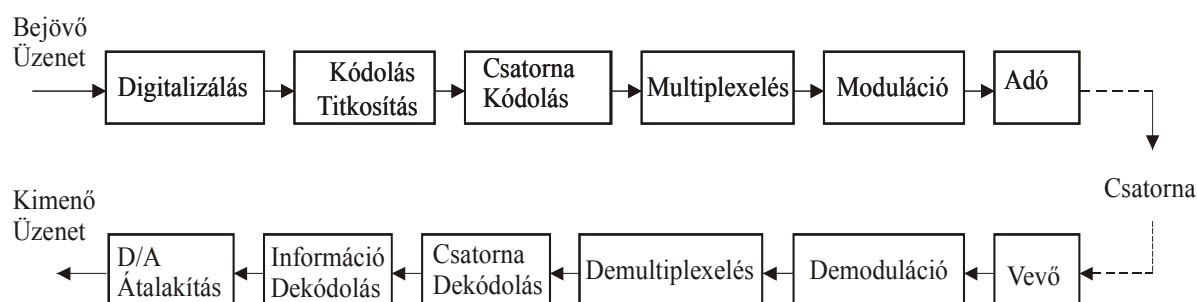 Bejövő
Üzenet
Digitalizálás
Kódolás
Titkosítás
Csatorna
Kódolás
Multiplexelés
Moduláció
Adó
Csatorna
Kimenő
Üzenet
D/A
Átalakítás
Információ
Dekódolás
Csatorna
Dekódolás
Demultiplexelés
Demoduláció
Vevő